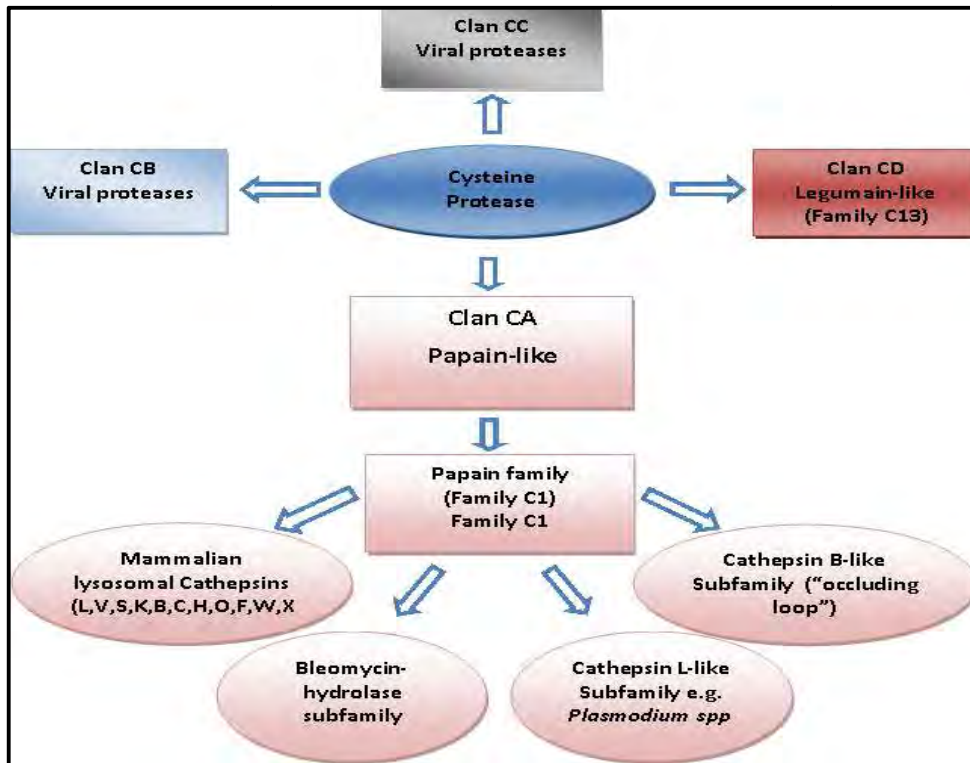 Clan CC
Viral proteases
Clan CB
Viral proteases
Cysteine
Protease
Clan CD
Legumain-like
(Family C13)
Clan CA
Papain-like
Papain family
(Family C1)
Family C1
Mammalian
lysosomal Cathepsins
(L,V,S,K,B,C,H,O,F,W,X
Cathepsin B-like
Subfamily ("occluding
loop")
Bleomycin-
hydrolase
subfamily
Cathepsin L-like
Subfamily e.g.
Plasmodium spp